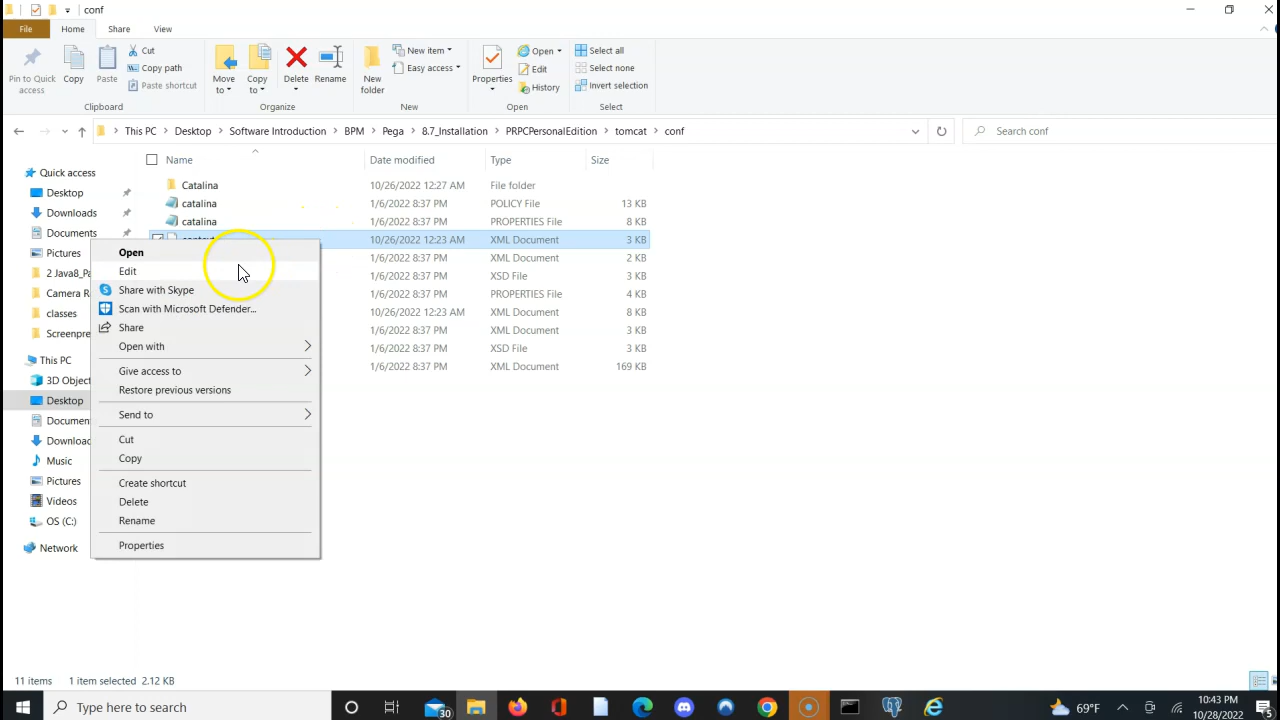 conf
File Home Share View
Pin to Quick access
Copy
Paste
Cut
Copy path
Paste shortcut
Clipboard
Move to
Copy to
Delete
Rename
Organize
New folder
New item
Easy access
New
Properties
Open
Edit
History
Open
Select all
Select none
Invert selection
Select
This PC > Desktop > Software Introduction > BPM > Pega > 8.7_Installation > PRPCPersonalEdition > tomcat > conf
Search conf
Name Date modified Type Size
Quick access
Desktop
Downloads
Documents
Pictures
2 Java8_Pa
Camera R
classes
Screenpre
This PC
3D Object
Desktop
Documen
Download
Music
Pictures
Videos
OS (C:)
Network
Catalina 10/26/2022 12:27 AM File folder
catalina 1/6/2022 8:37 PM POLICY File 13 KB
catalina 1/6/2022 8:37 PM PROPERTIES File 8 KB
10/26/2022 12:23 AM XML Document 3 KB
1/6/2022 8:37 PM XML Document 2 KB
1/6/2022 8:37 PM XSD File 3 KB
1/6/2022 8:37 PM PROPERTIES File 4 KB
10/26/2022 12:23 AM XML Document 8 KB
1/6/2022 8:37 PM XML Document 3 KB
1/6/2022 8:37 PM XSD File 3 KB
1/6/2022 8:37 PM XML Document 169 KB
Open
Edit
Share with Skype
Scan with Microsoft Defender...
Share
Open with
Give access to
Restore previous versions
Send to
Cut
Copy
Create shortcut
Delete
Rename
Properties
11 items 1 item selected 2.12 KB
Type here to search
30
69°F
10:43 PM
10/28/2022